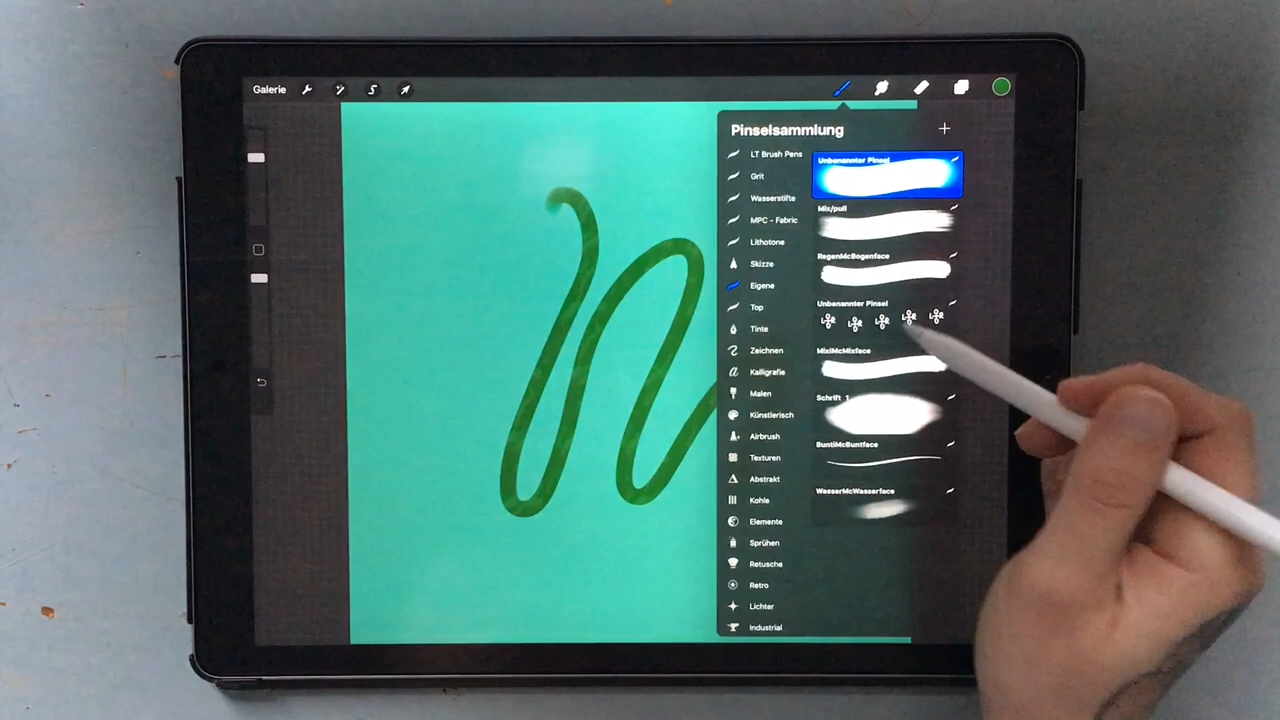 Galerie
Pinselsammlung
LT Brush Pens
Grit
Wasserstifte
MPC - Fabric
Lithotone
Skizze
Eigene
Top
Tinte
Zeichnen
Kalligrafie
Malen
Künstlerisch
Airbrush
Texturen
Abstrakt
Kohle
Elemente
Sprühen
Retusche
Retro
Lichter
Industrial
Unbenannter Pinsel
Mix/pull
RegenMcBogenface
Unbenannter Pinsel
MixiMcMixface
Schrift 1
BuntiMcBuntface
WasserMcWasserface